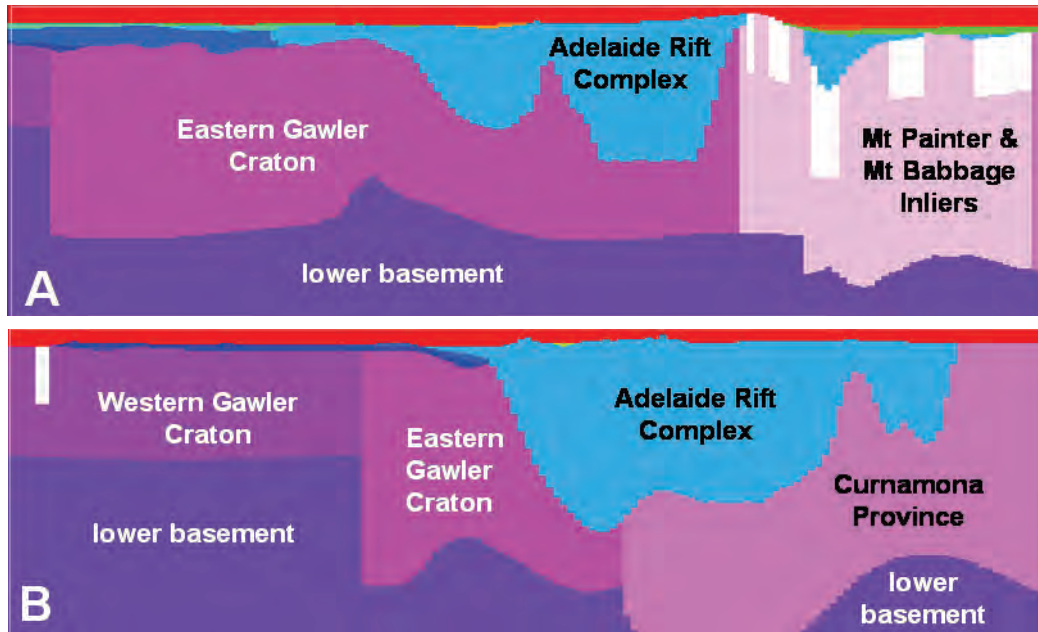 Adelaide Rift
Complex
Eastern Gawler
Craton
Mt Painter &
Mt Babbage
Inliers
lower basement
A
Western Gawler
Craton
Adelaide Rift
Complex
Eastern
Gawler
Craton
Curnamona
Province
lower basement
lower
basement
B